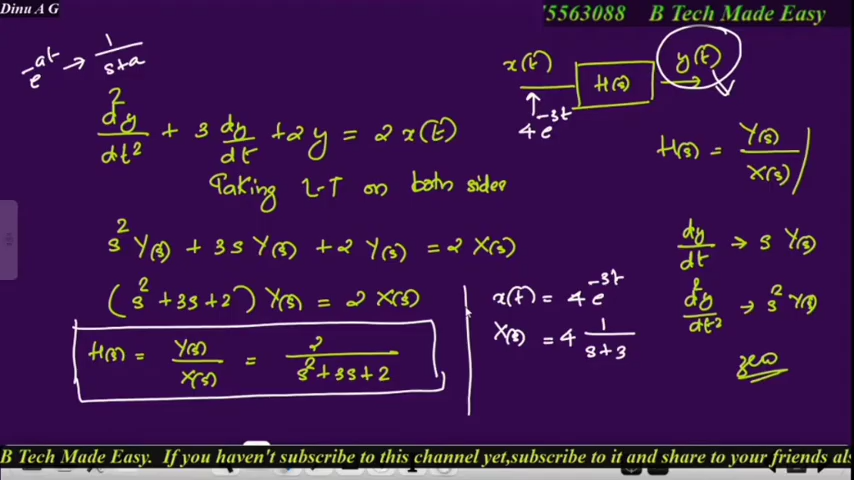 Dinu A G
75563088 B Tech Made Easy
e^-at → 1/(s+a)
x(t) H(s) y(t)
4e^-3t
d²y/dt² + 3 dy/dt + 2y = 2 x(t)
H(s) = Y(s)/X(s)
Taking L-T on both sides
s² Y(s) + 3s Y(s) + 2 Y(s) = 2 X(s)
(s² + 3s + 2) Y(s) = 2 X(s)
H(s) = Y(s)/X(s) = 2/(s² + 3s + 2)
x(t) = 4e^-3t
X(s) = 4 1/(s+3)
dy/dt → s Y(s)
d²y/dt² → s² Y(s)
zero
B Tech Made Easy. If you haven't subscribe to this channel yet,subscribe to it and share to your friends als